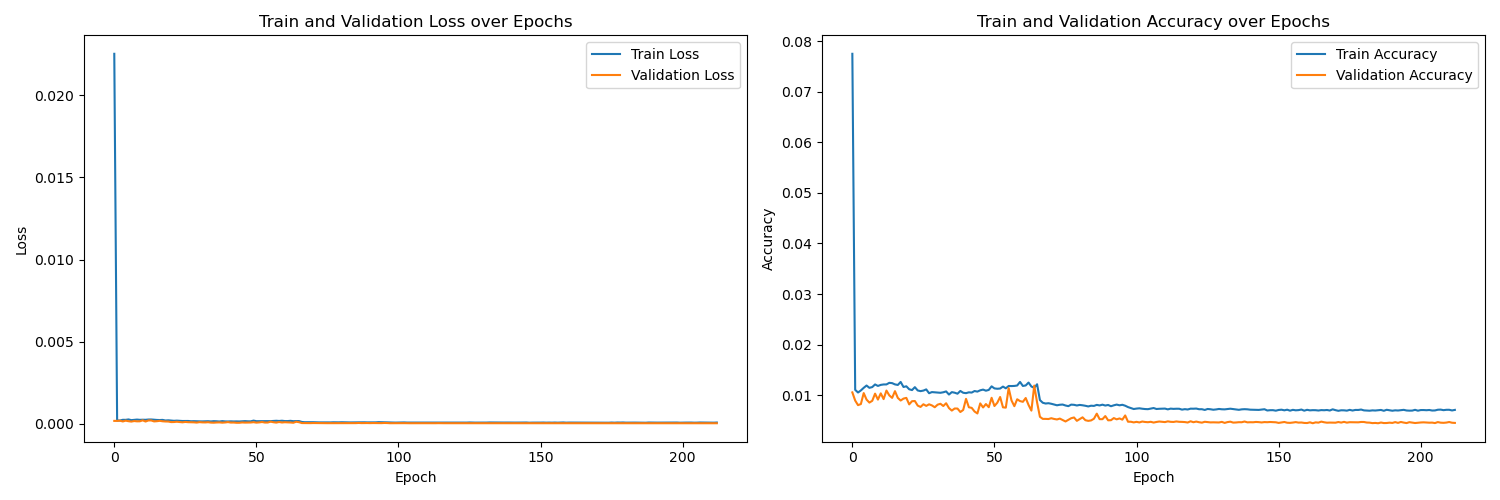 Train and Validation Loss over Epochs
Train Loss
Validation Loss
0.020
0.015
0.010
0.005
0.000
Loss
0
50
100
150
200
Epoch
Train and Validation Accuracy over Epochs
Train Accuracy
Validation Accuracy
0.08
0.07
0.06
0.05
0.04
0.03
0.02
0.01
Accuracy
0
50
100
150
200
Epoch